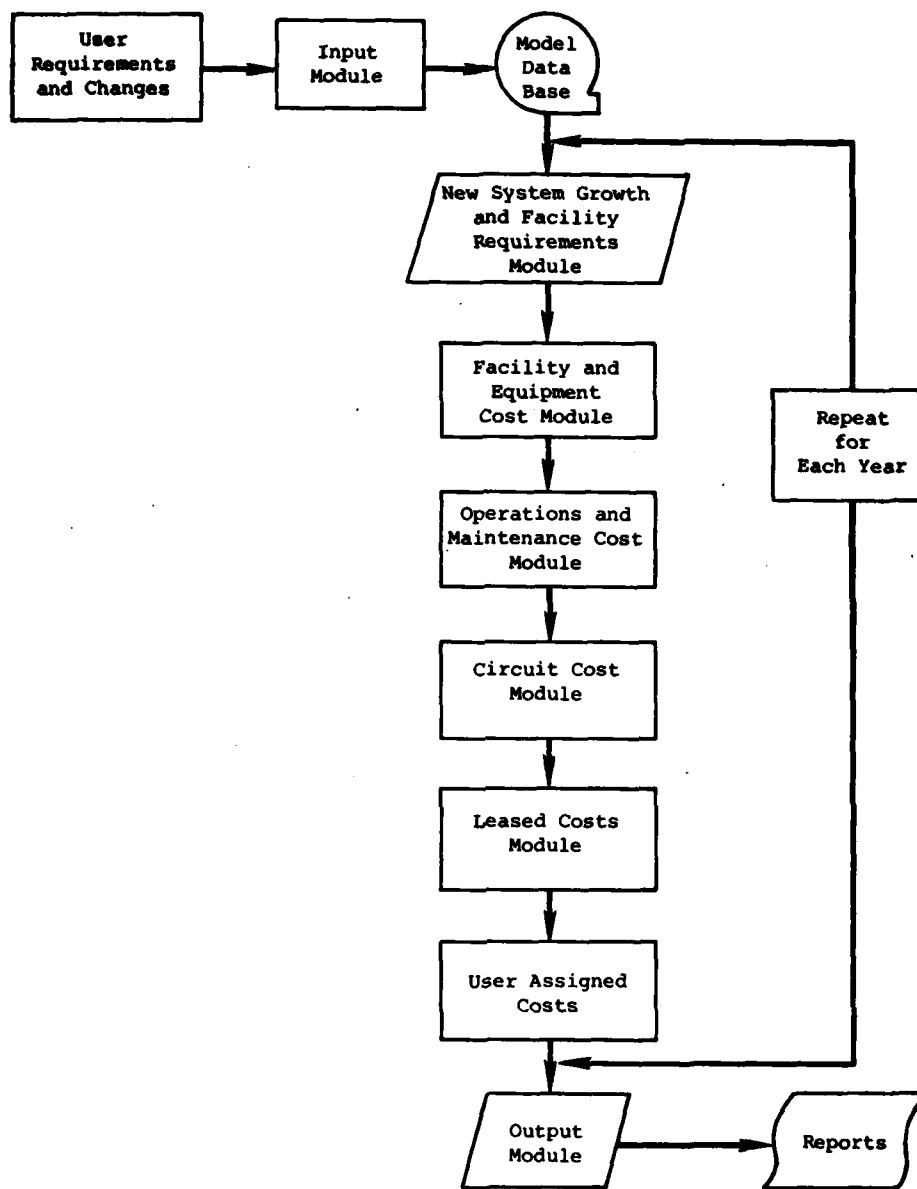 User
Requirements
and Changes
Input
Module
Model
Data
Base
New System Growth
and Facility
Requirements
Module
Facility and
Equipment
Cost Module
Repeat
for
Each Year
Operations and
Maintenance Cost
Module
Circuit Cost
Module
Leased Costs
Module
User Assigned
Costs
Output
Module
Reports